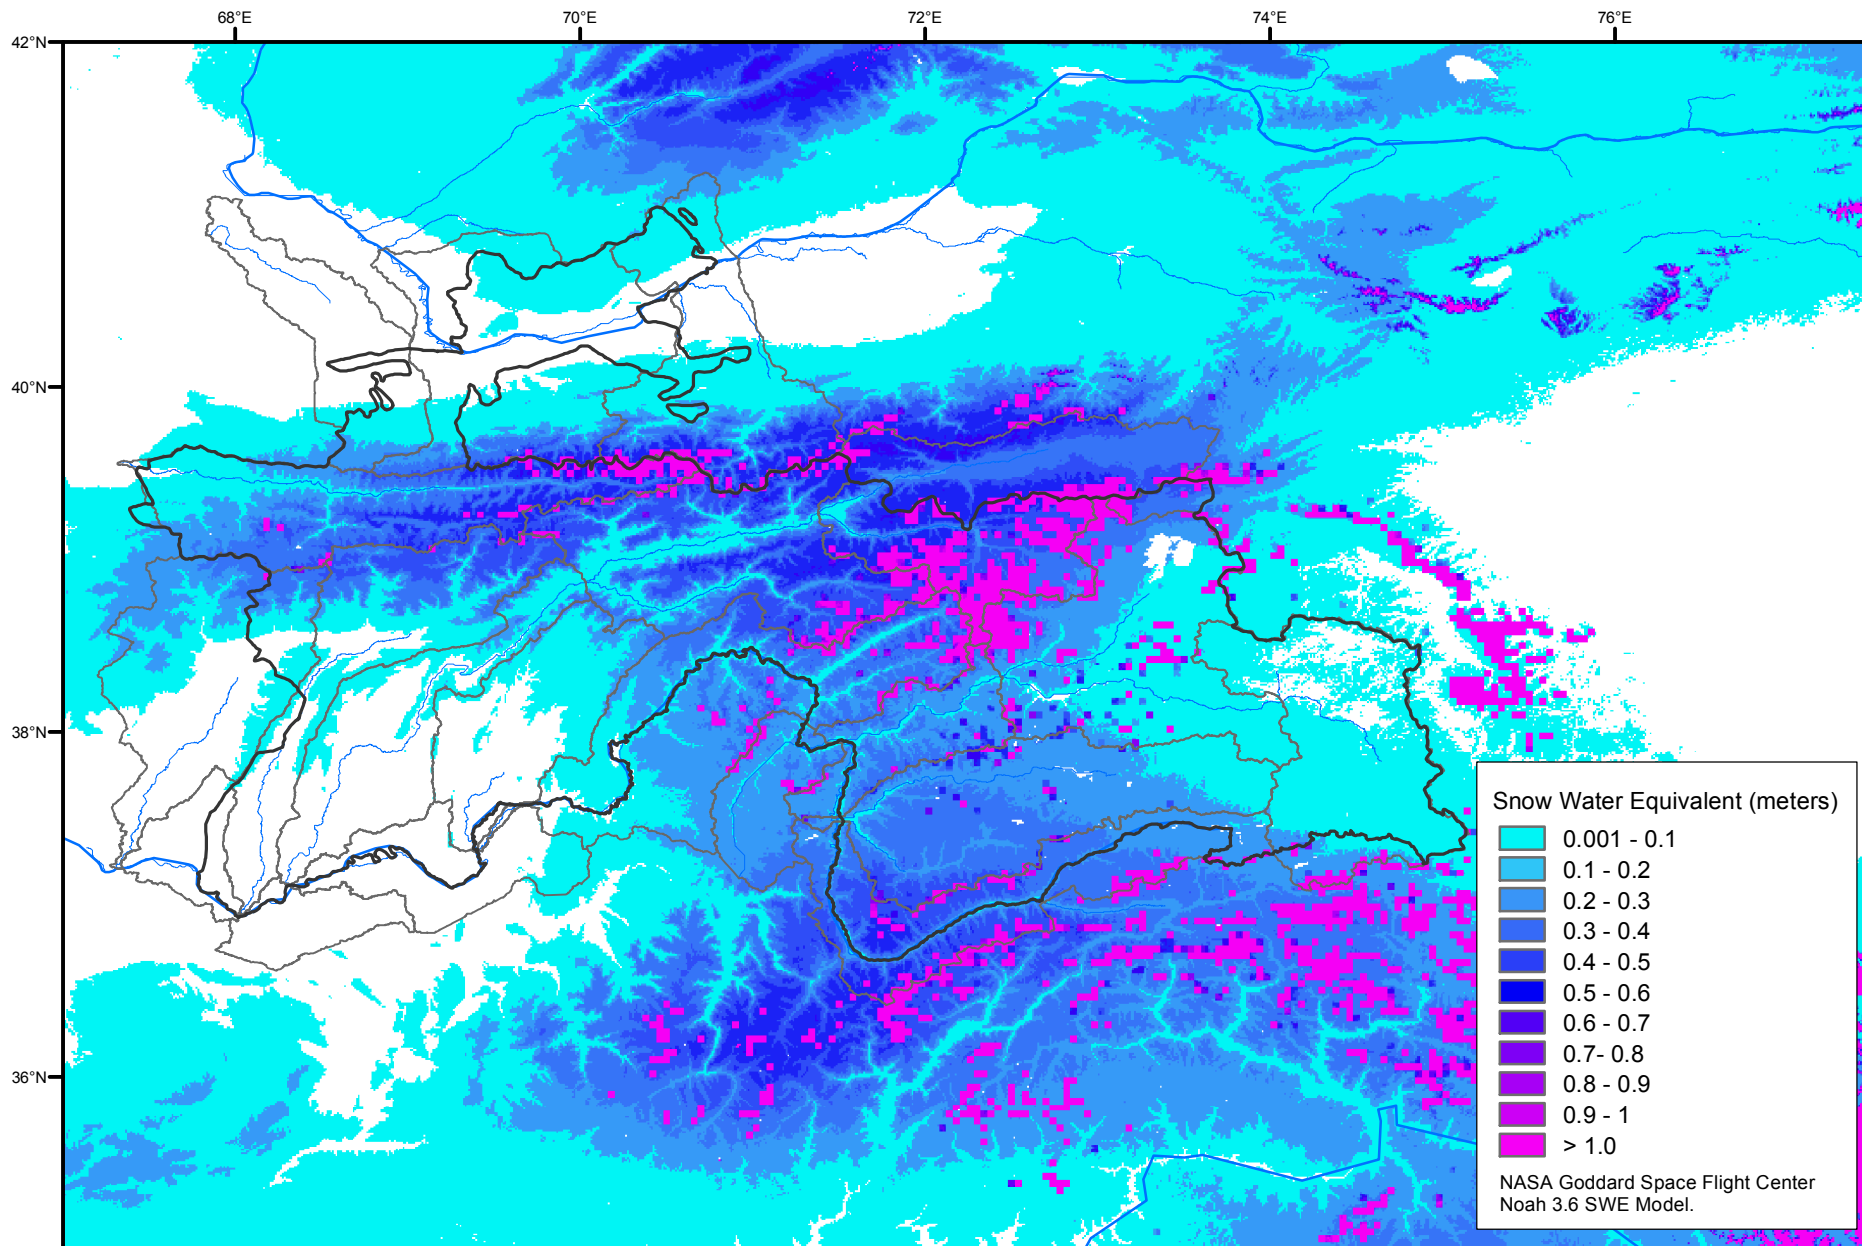 68°E
70°E
72°E
74°E
76°E
42°N
40°N
38°N
36°N
Snow Water Equivalent (meters)
0.001 - 0.1
0.1 - 0.2
0.2 - 0.3
0.3 - 0.4
0.4 - 0.5
0.5 - 0.6
0.6 - 0.7
0.7- 0.8
0.8 - 0.9
0.9 - 1
> 1.0
NASA Goddard Space Flight Center
Noah 3.6 SWE Model.